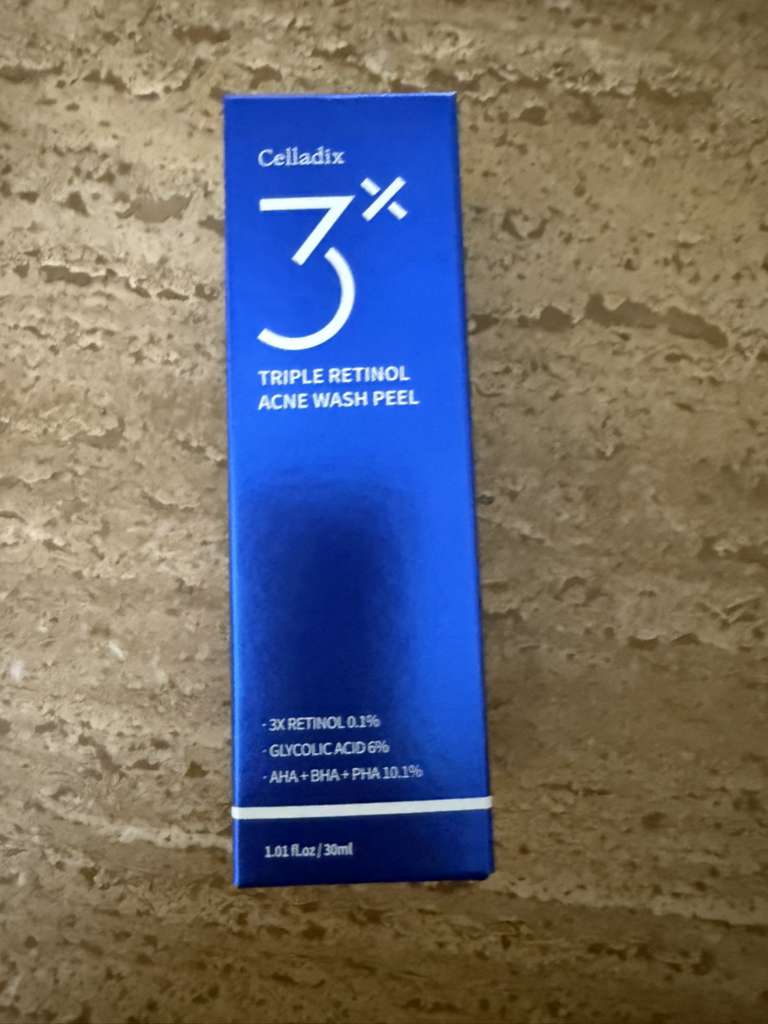 Celladix
3X
TRIPLE RETINOL
ACNE WASH PEEL
· 3X RETINOL 0.1%
· GLYCOLIC ACID 6%
· AHA + BHA + PHA 10.1%
1.01 fl.oz / 30ml